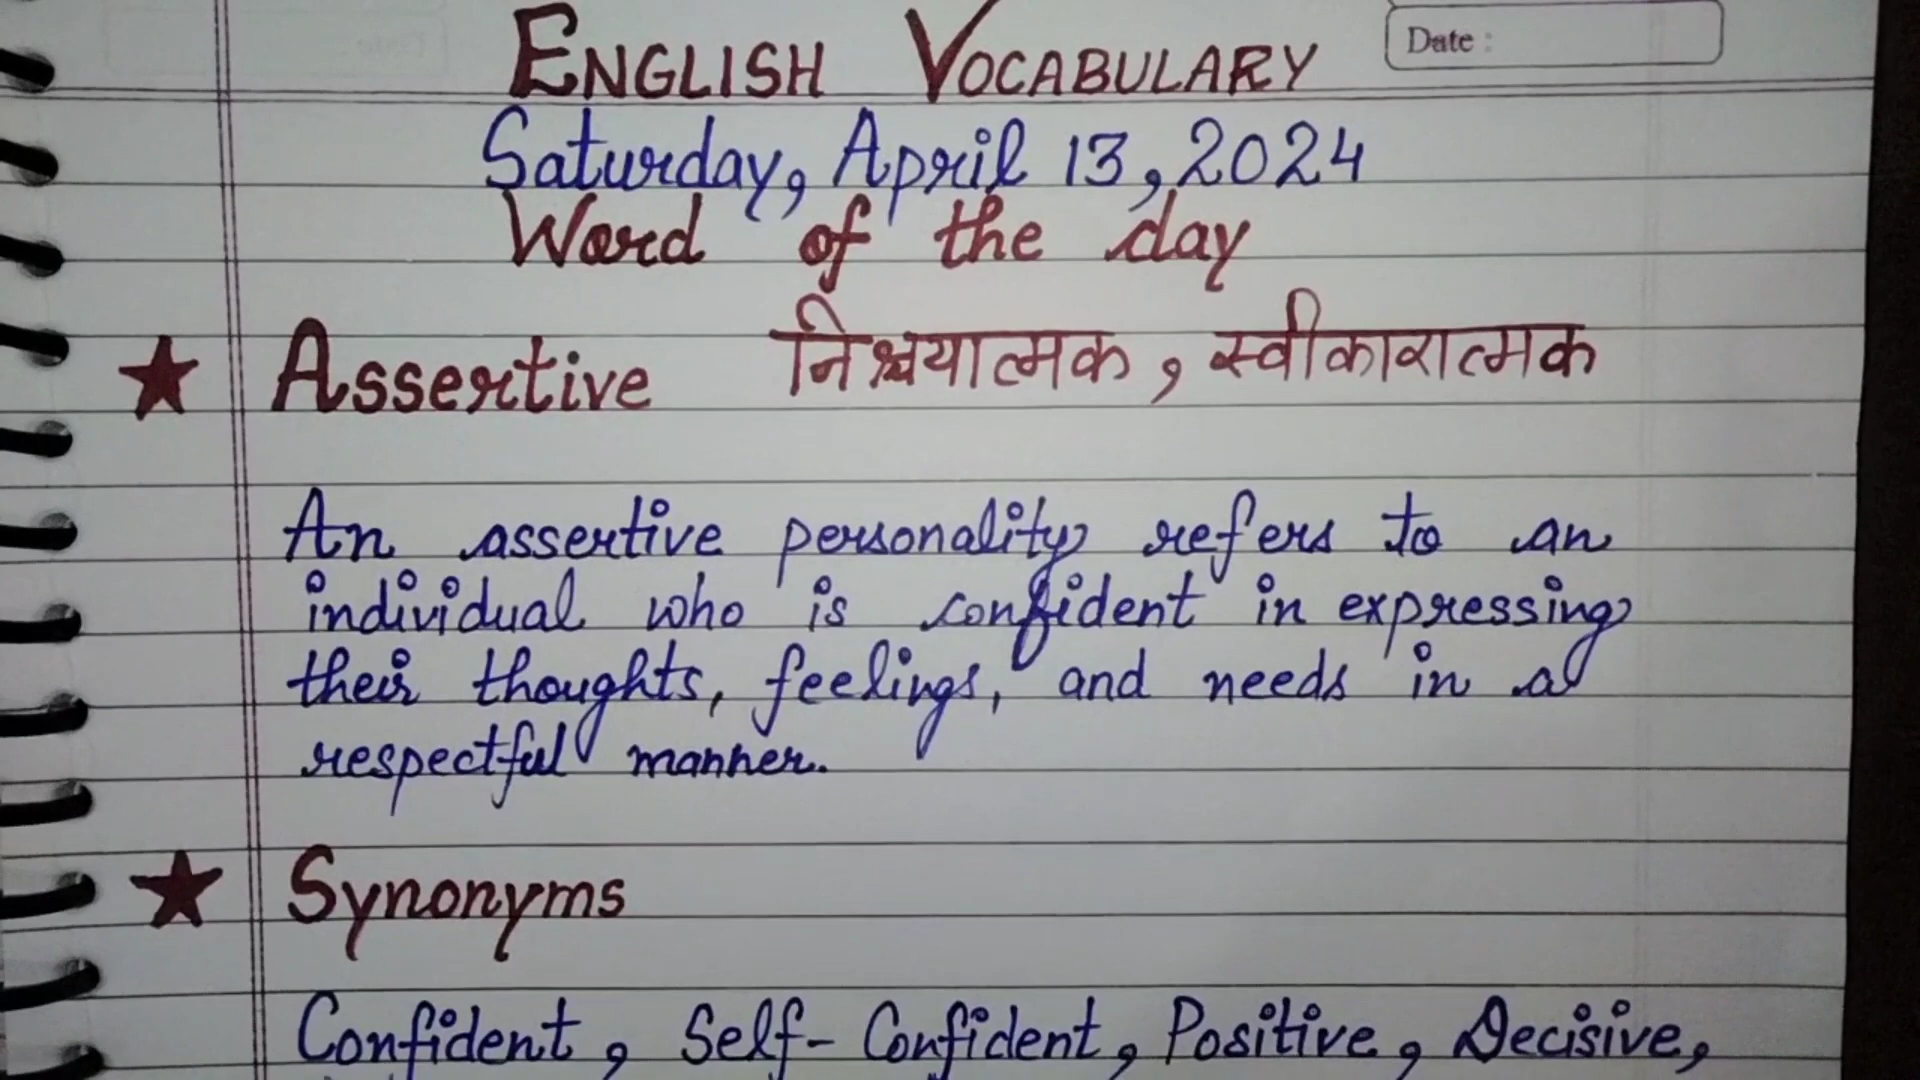 ENGLISH VOCABULARY
Date :
Saturday, April 13, 2024
Word of the day
★ Assertive निश्चयात्मक, स्वीकारात्मक
An assertive personality refers to an
individual who is confident in expressing
their thoughts, feelings, and needs in a
respectful manner.
★ Synonyms
Confident, Self-Confident, Positive, Decisive,